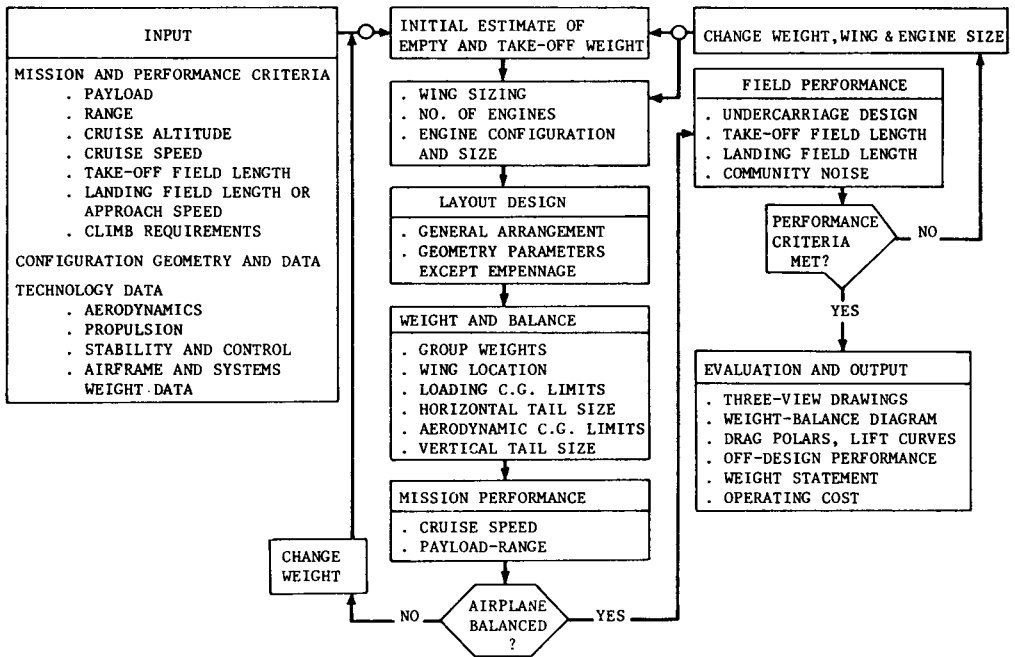 INPUT
MISSION AND PERFORMANCE CRITERIA
. PAYLOAD
. RANGE
. CRUISE ALTITUDE
. CRUISE SPEED
. TAKE-OFF FIELD LENGTH
. LANDING FIELD LENGTH OR
APPROACH SPEED
. CLIMB REQUIREMENTS
CONFIGURATION GEOMETRY AND DATA
TECHNOLOGY DATA
. AERODYNAMICS
. PROPULSION
. STABILITY AND CONTROL
. AIRFRAME AND SYSTEMS
WEIGHT DATA
INITIAL ESTIMATE OF
EMPTY AND TAKE-OFF WEIGHT
. WING SIZING
. NO. OF ENGINES
. ENGINE CONFIGURATION
AND SIZE
LAYOUT DESIGN
. GENERAL ARRANGEMENT
. GEOMETRY PARAMETERS
EXCEPT EMPENNAGE
WEIGHT AND BALANCE
. GROUP WEIGHTS
. WING LOCATION
. LOADING C.G. LIMITS
. HORIZONTAL TAIL SIZE
. AERODYNAMIC C.G. LIMITS
. VERTICAL TAIL SIZE
MISSION PERFORMANCE
. CRUISE SPEED
. PAYLOAD-RANGE
AIRPLANE
BALANCED
?
NO
YES
CHANGE
WEIGHT
CHANGE WEIGHT, WING & ENGINE SIZE
FIELD PERFORMANCE
. UNDERCARRIAGE DESIGN
. TAKE-OFF FIELD LENGTH
. LANDING FIELD LENGTH
. COMMUNITY NOISE
PERFORMANCE
CRITERIA
MET?
NO
YES
EVALUATION AND OUTPUT
. THREE-VIEW DRAWINGS
. WEIGHT-BALANCE DIAGRAM
. DRAG POLARS, LIFT CURVES
. OFF-DESIGN PERFORMANCE
. WEIGHT STATEMENT
. OPERATING COST